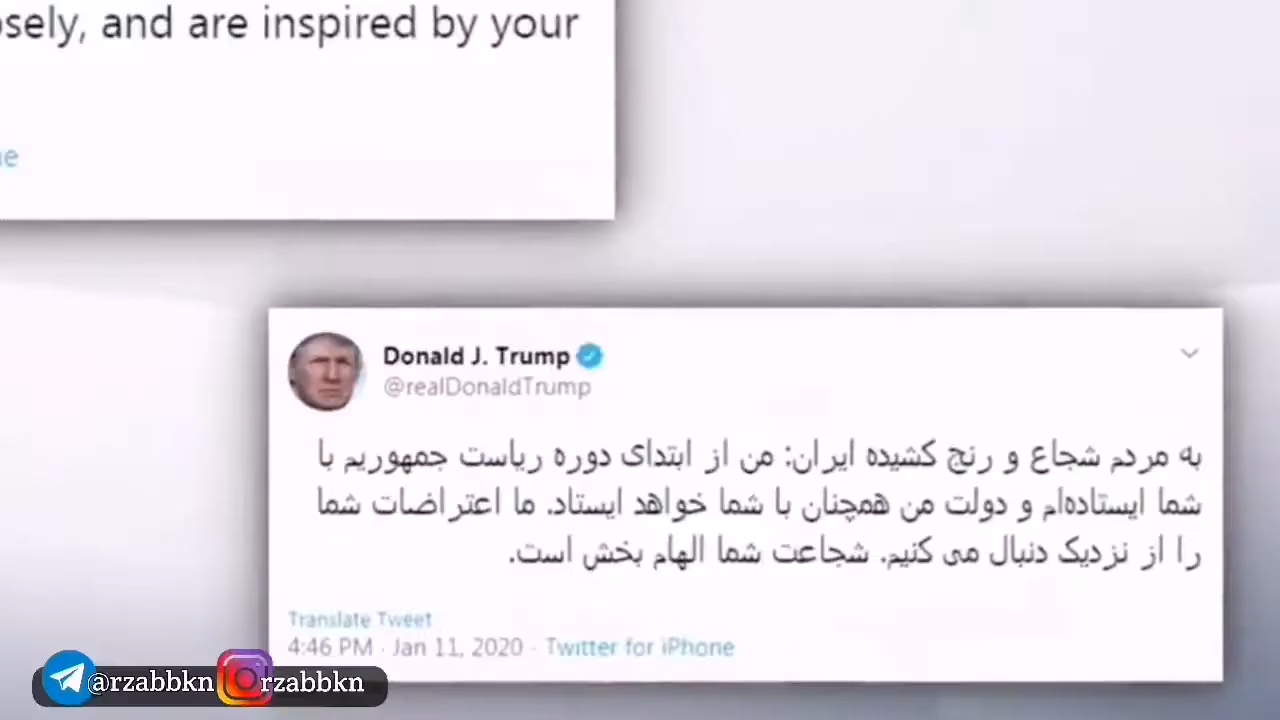 sely, and are inspired by your
Donald J. Trump
@realDonaldTrump
به مردم شجاع و رنج کشیده ایران: من از ابتدای دوره ریاست جمهوریم با
شما ایستاده‌ام و دولت من همچنان با شما خواهد ایستاد. ما اعتراضات شما
را از نزدیک دنبال می کنیم. شجاعت شما الهام بخش است.
Translate Tweet
4:46 PM · Jan 11, 2020 · Twitter for iPhone
@rzabbkn rzabbkn